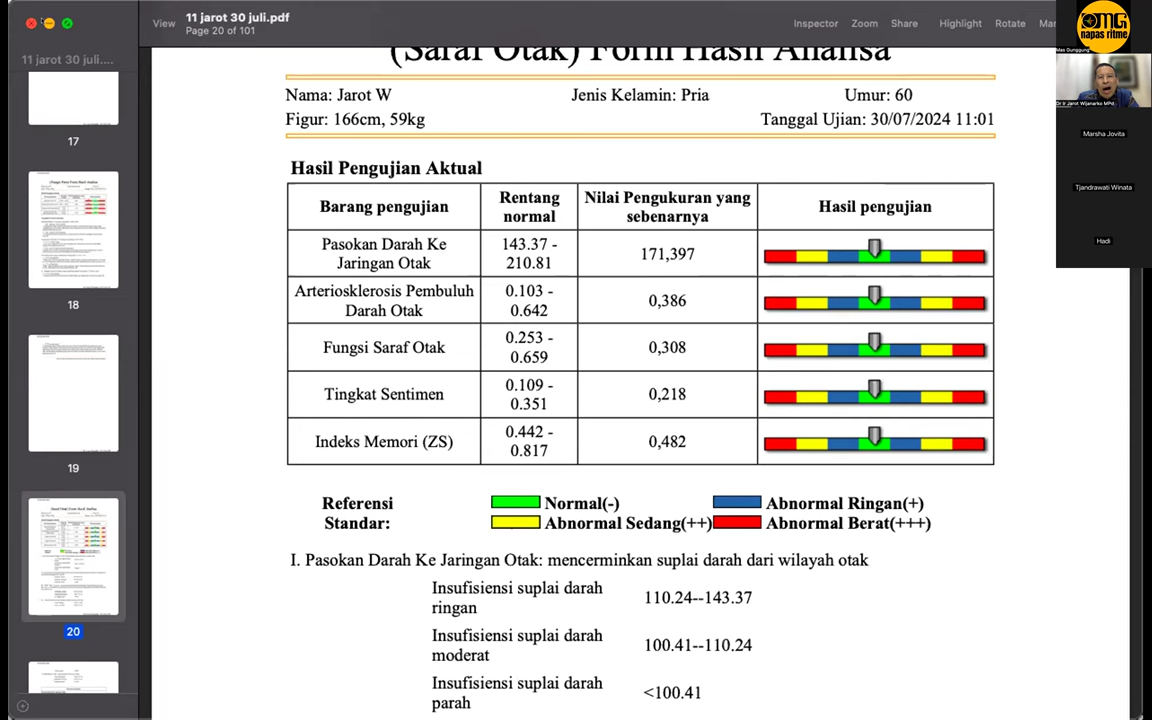 11 jarot 30 juli.pdf
Page 20 of 101
View
Inspector
Zoom
Share
Highlight
Rotate
11 jarot 30 juli....
17
18
19
20
(Saraf Otak) Form Hasil Analisa
Nama: Jarot W
Jenis Kelamin: Pria
Umur: 60
Figur: 166cm, 59kg
Tanggal Ujian: 30/07/2024 11:01
Hasil Pengujian Aktual
Barang pengujian
Rentang normal
Nilai Pengukuran yang sebenarnya
Hasil pengujian
Pasokan Darah Ke Jaringan Otak
143.37 - 210.81
171,397
Arteriosklerosis Pembuluh Darah Otak
0.103 - 0.642
0,386
Fungsi Saraf Otak
0.253 - 0.659
0,308
Tingkat Sentimen
0.109 - 0.351
0,218
Indeks Memori (ZS)
0.442 - 0.817
0,482
Referensi Standar:
Normal(-)
Abnormal Ringan(+)
Abnormal Sedang(++)
Abnormal Berat(+++)
I. Pasokan Darah Ke Jaringan Otak: mencerminkan suplai darah dari wilayah otak
Insufisiensi suplai darah ringan
110.24--143.37
Insufisiensi suplai darah moderat
100.41--110.24
Insufisiensi suplai darah parah
<100.41
OMG
napas ritme
Mas Gunggung
Dr Ir Jarot Wijanarko MPd
Marsha Jovita
Tjandrawati Winata
Hadi